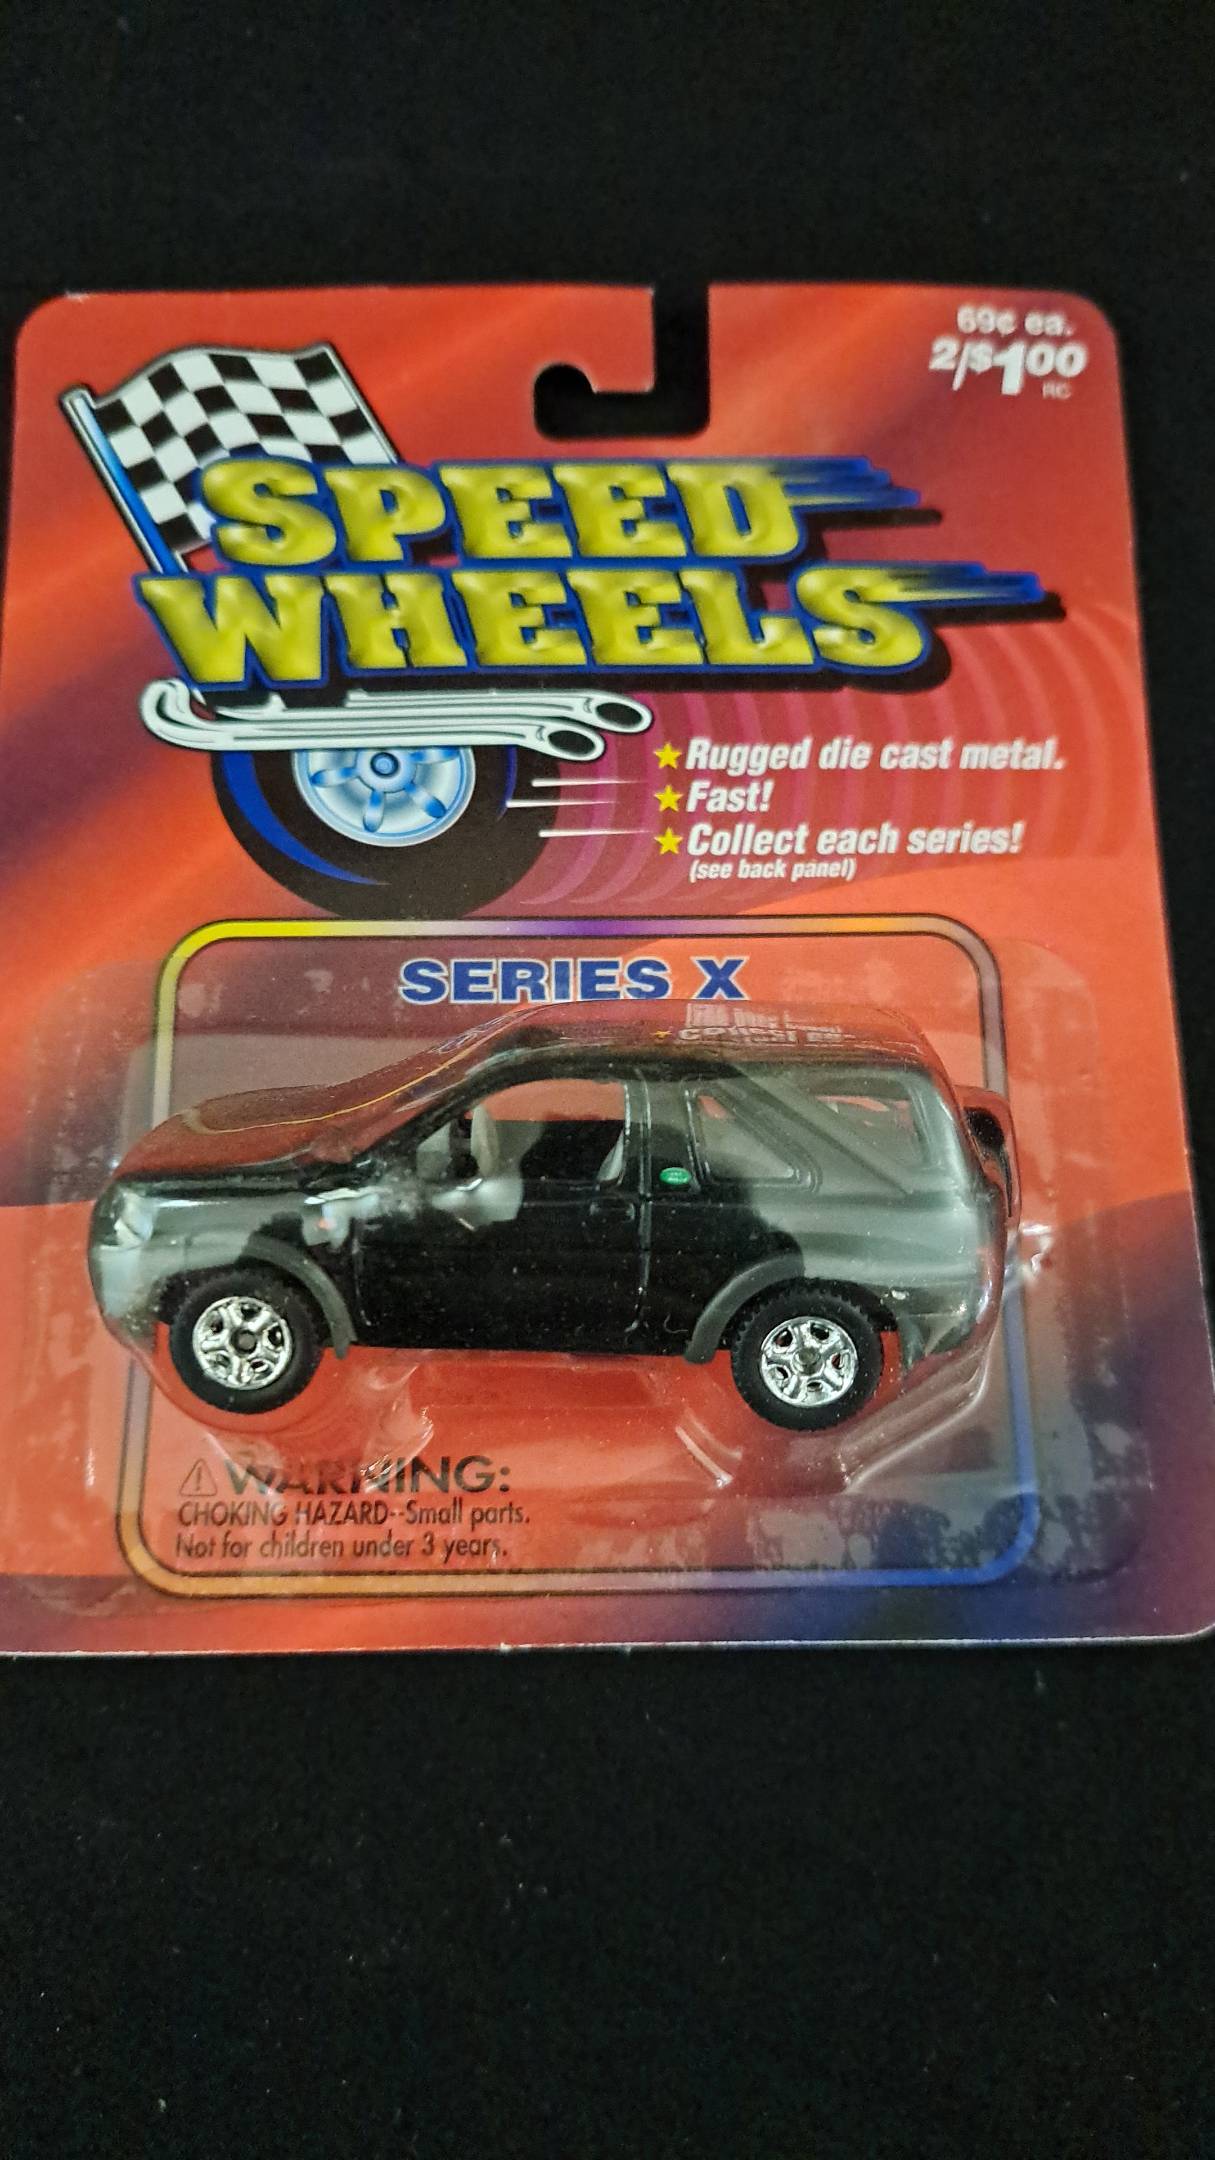 69¢ ea.
2/$1.00
RC
SPEED
WHEELS
Rugged die cast metal.
Fast!
Collect each series!
(see back panel)
SERIES X
WARNING:
CHOKING HAZARD--Small parts.
Not for children under 3 years.